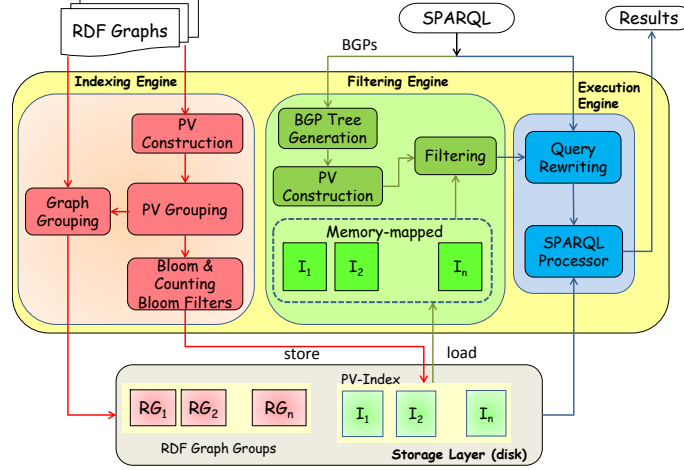 RDF Graphs
SPARQL
Results
BGPs
Indexing Engine
Filtering Engine
Execution
Engine
PV
Construction
BGP Tree
Generation
Graph
Grouping
PV Grouping
PV
Construction
Filtering
Query
Rewriting
Memory-mapped
I1
I2
In
SPARQL
Processor
Bloom &
Counting
Bloom Filters
store
load
PV-Index
RG1
RG2
RGn
I1
I2
In
RDF Graph Groups
Storage Layer (disk)